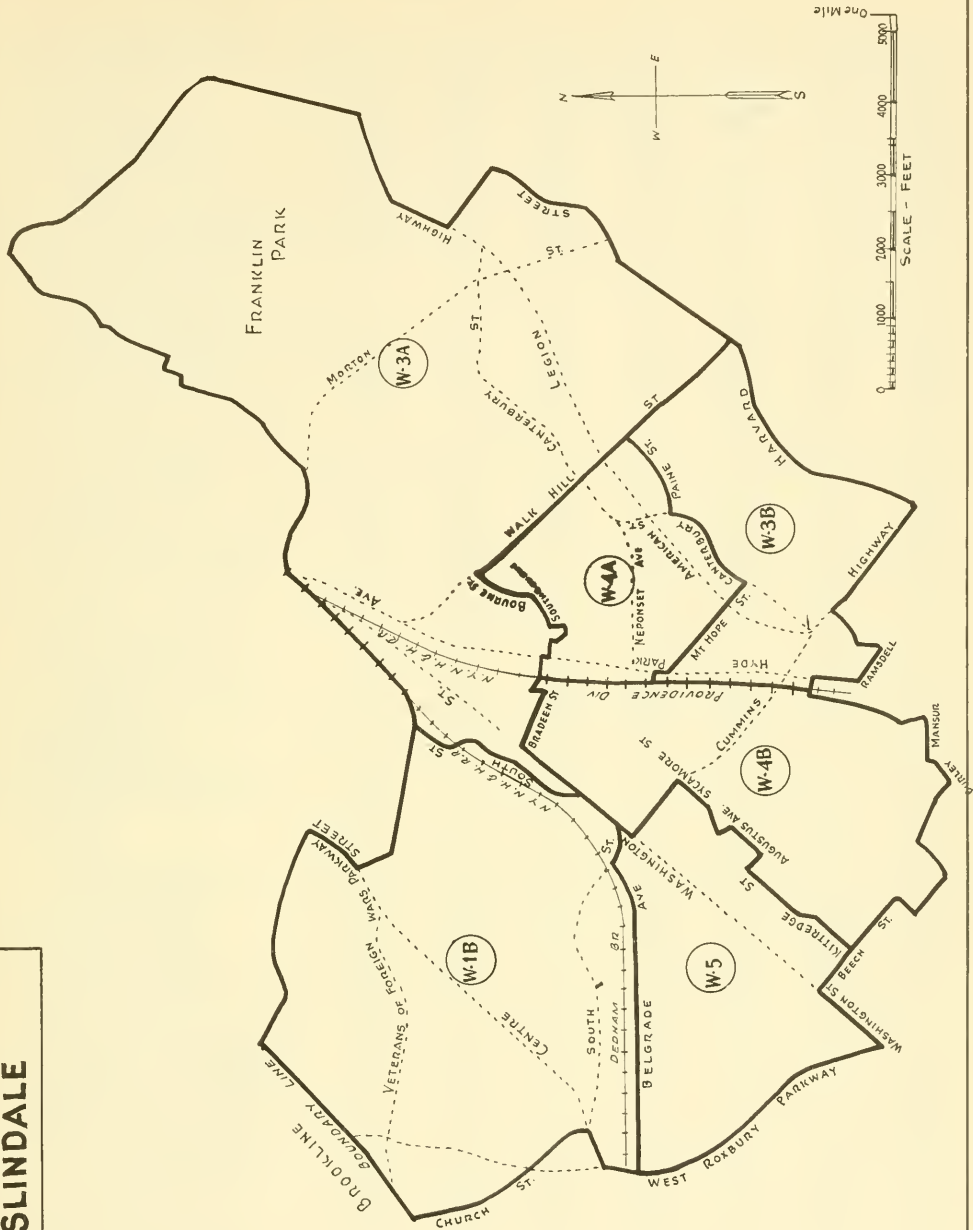 SLINDALE
FRANKLIN
PARK
N
W
E
S
One Mile
0
1000
2000
3000
4000
5000
SCALE - FEET
HIGHWAY
STREET
ST.
MORTON
W-3A
ST
CANTERBURY
LEGION
WALK HILL ST
BOURNE ST.
AVE.
N.Y.N.H.& H.R.R.
ST.
PAINE ST.
HARVARD
W-3B
HIGHWAY
CANTERBURY
AMERICAN
ST.
W-4A
NEPONSET AVE
MT HOPE ST.
PARK
HYDE
PROVIDENCE DIV
BRADEEN ST
RAMSDELL
CUMMINS
W-4B
MANSUR
SYCAMORE ST
AUGUSTUS AVE.
KITTREDGE ST
BEECH ST.
WASHINGTON ST
WASHINGTON
WASHINGTON
SOUTH ST
N.Y.N.H.& H.R.R.
STREET
VETERANS OF FOREIGN WARS PARKWAY
W-1B
CENTRE
SOUTH ST.
DEDHAM BR
BELGRADE AVE
W-5
WEST ROXBURY PARKWAY
BROOKLINE
BOUNDARY LINE
CHURCH ST.